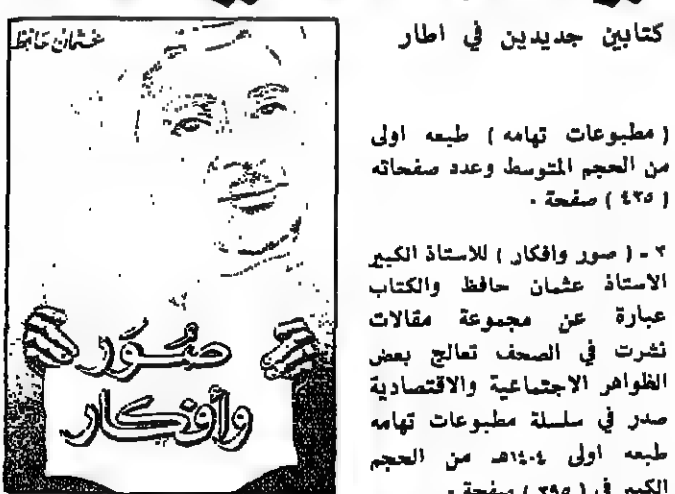 كتابين جديدين في اطار
( مطبوعات تهامه ) طبعه اولى
من الحجم المتوسط وعدد صفحاته
( ٤٣٥ ) صفحة .
٣ - ( صور وافكار ) للاستاذ الكبير
الاستاذ عثمان حافظ والكتاب
عبارة عن مجموعة مقالات
نشرت في الصحف تعالج بعض
الظواهر الاجتماعية والاقتصادية
صدر في سلسلة مطبوعات تهامه
طبعه اولى ١٤٠٤هـ من الحجم
الكبير في ( ٣٩٥ ) صفحة .
عثمان حافظ
صُوَر
وأفكار